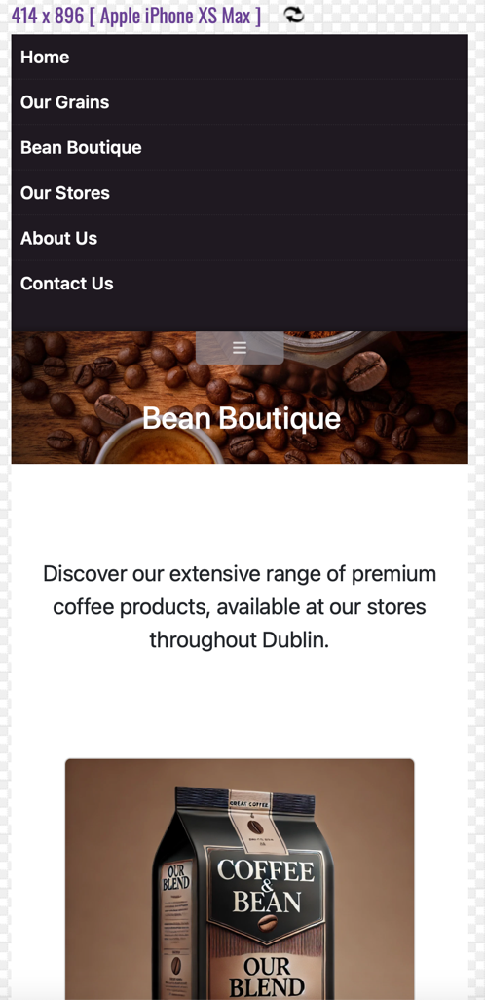 414 x 896 [ Apple iPhone XS Max ]
Home
Our Grains
Bean Boutique
Our Stores
About Us
Contact Us
Bean Boutique
Discover our extensive range of premium
coffee products, available at our stores
throughout Dublin.
GREAT COFFEE
OUR
BLEND
COFFEE
&
BEAN
OUR
BLEND